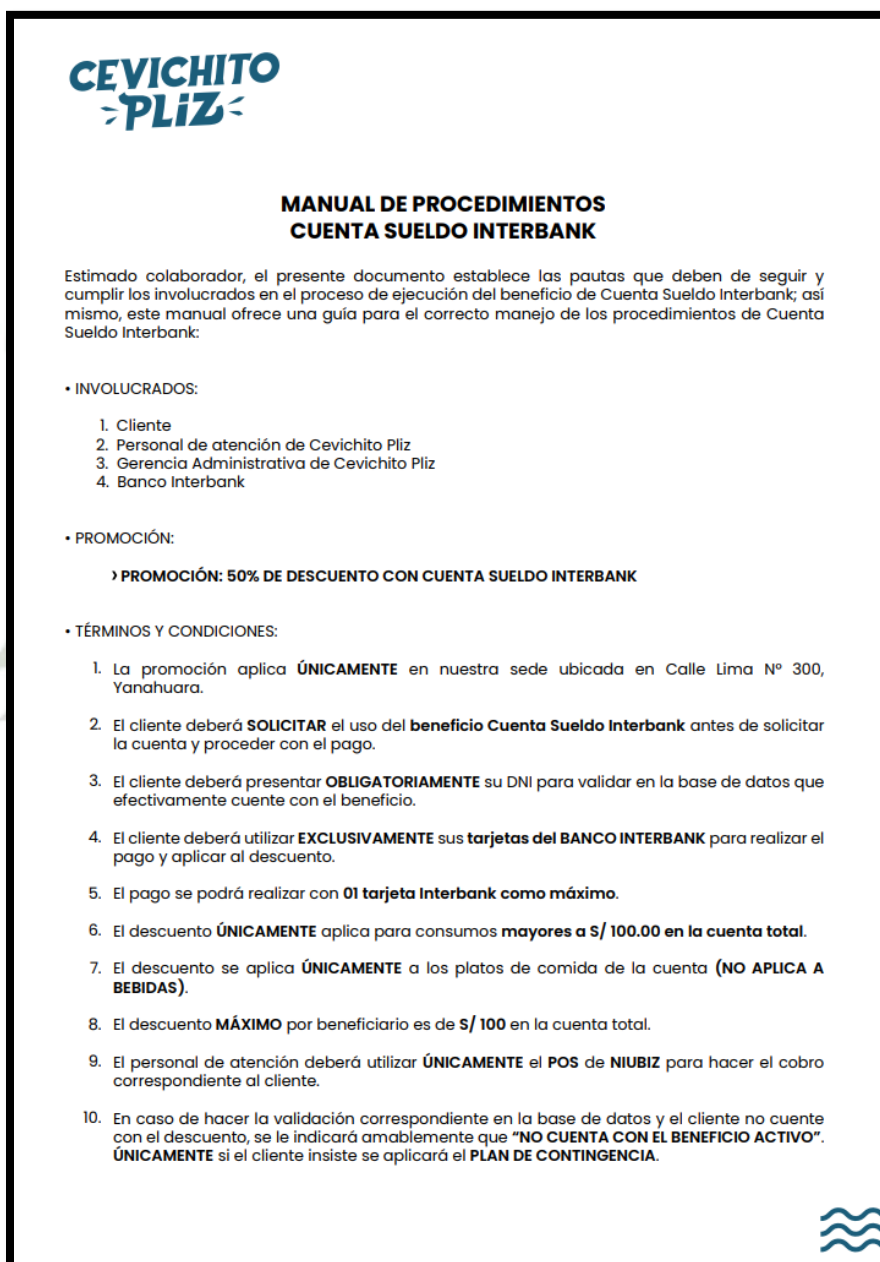 CEVICHITO
PLiZ
MANUAL DE PROCEDIMIENTOS
CUENTA SUELDO INTERBANK
Estimado colaborador, el presente documento establece las pautas que deben de seguir y
cumplir los involucrados en el proceso de ejecución del beneficio de Cuenta Sueldo Interbank; así
mismo, este manual ofrece una guía para el correcto manejo de los procedimientos de Cuenta
Sueldo Interbank:
• INVOLUCRADOS:
1. Cliente
2. Personal de atención de Cevichito Pliz
3. Gerencia Administrativa de Cevichito Pliz
4. Banco Interbank
• PROMOCIÓN:
› PROMOCIÓN: 50% DE DESCUENTO CON CUENTA SUELDO INTERBANK
• TÉRMINOS Y CONDICIONES:
1. La promoción aplica ÚNICAMENTE en nuestra sede ubicada en Calle Lima Nº 300,
Yanahuara.
2. El cliente deberá SOLICITAR el uso del beneficio Cuenta Sueldo Interbank antes de solicitar
la cuenta y proceder con el pago.
3. El cliente deberá presentar OBLIGATORIAMENTE su DNI para validar en la base de datos que
efectivamente cuente con el beneficio.
4. El cliente deberá utilizar EXCLUSIVAMENTE sus tarjetas del BANCO INTERBANK para realizar el
pago y aplicar al descuento.
5. El pago se podrá realizar con 01 tarjeta Interbank como máximo.
6. El descuento ÚNICAMENTE aplica para consumos mayores a S/ 100.00 en la cuenta total.
7. El descuento se aplica ÚNICAMENTE a los platos de comida de la cuenta (NO APLICA A
BEBIDAS).
8. El descuento MÁXIMO por beneficiario es de S/ 100 en la cuenta total.
9. El personal de atención deberá utilizar ÚNICAMENTE el POS de NIUBIZ para hacer el cobro
correspondiente al cliente.
10. En caso de hacer la validación correspondiente en la base de datos y el cliente no cuente
con el descuento, se le indicará amablemente que “NO CUENTA CON EL BENEFICIO ACTIVO”.
ÚNICAMENTE si el cliente insiste se aplicará el PLAN DE CONTINGENCIA.